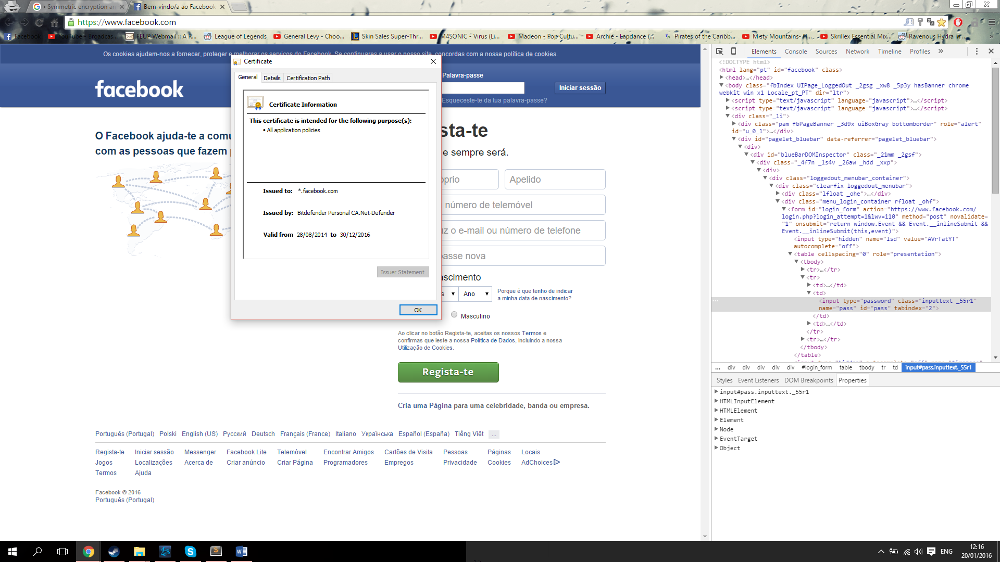 • Symmetric encryption an
Bem-vindo/a ao Facebook
https://www.facebook.com
Facebook
YouTube - Broadcas...
FEUP Webmail :: A R...
League of Legends
General Levy - Choo...
Skin Sales Super-Thr...
M4SONIC - Virus (Li...
Madeon - Pop Cultu...
Archie - Lapdance (...
Pirates of the Caribb...
Misty Mountains- H...
Skrillex Essential Mix...
Ravenous Hydra in ...
»
Os cookies ajudam-nos a fornecer, proteger e melhorar os serviços do Facebook. Se continuares a usar o nosso site, concordas com a nossa política de cookies.
facebook
Palavra-passe
Iniciar sessão
Esqueceste-te da tua palavra-passe?
O Facebook ajuda-te a comu
com as pessoas que fazem
Certificate
General
Details
Certification Path
Certificate Information
This certificate is intended for the following purpose(s):
• All application policies
Issued to: *.facebook.com
Issued by: Bitdefender Personal CA.Net-Defender
Valid from 28/08/2014 to 30/12/2016
Issuer Statement
OK
sta-te
e sempre será.
óprio
Apelido
número de telemóvel
uz o e-mail ou número de telefone
passe nova
ascimento
s
Ano
Porque é que tenho de indicar
a minha data de nascimento?
Masculino
Ao clicar no botão Regista-te, aceitas os nossos Termos e
confirmas que leste a nossa Política de Dados, incluindo a nossa
Utilização de Cookies.
Regista-te
Cria uma Página para uma celebridade, banda ou empresa.
Português (Portugal) Polski English (US) Русский Deutsch Français (France) Italiano Українська Español (España) Tiếng Việt ...
Regista-te Iniciar sessão Messenger Facebook Lite Telemóvel Encontrar Amigos Cartões de Visita Pessoas Páginas Locais
Jogos Localizações Acerca de Criar anúncio Criar Página Programadores Empregos Privacidade Cookies AdChoices
Termos Ajuda
Facebook © 2016
Português (Portugal)
Elements Console Sources Network Timeline Profiles »
<!DOCTYPE html>
<html lang="pt" id="facebook" class>
<head>…</head>
<body class="fbIndex UIPage_LoggedOut _2gsg _xw8 _5p3y hasBanner chrome
webkit win x1 Locale_pt_PT" dir="ltr">
<script type="text/javascript" language="javascript">…</script>
<script type="text/javascript" language="javascript">…</script>
<div class="_li">
<div class="pam fbPageBanner _3d9x uiBoxGray bottomborder" role="alert"
id="u_0_l">…</div>
<div id="pagelet_bluebar" data-referrer="pagelet_bluebar">
<div>
<div id="blueBarDOMInspector" class="_21mm _2gsf">
<div class="_4f7n _1s4v _26aw _hdd _xxp">
<div>
<div class="loggedout_menubar_container">
<div class="clearfix loggedout_menubar">
<div class="lfloat _ohe">…</div>
<div class="menu_login_container rfloat _ohf">
<form id="login_form" action="https://www.facebook.com/
login.php?login_attempt=1&lwv=110" method="post" novalidate=
"1" onsubmit="return window.Event && Event.__inlineSubmit &&
Event.__inlineSubmit(this,event)">
<input type="hidden" name="lsd" value="AVrTatYT"
autocomplete="off">
<table cellspacing="0" role="presentation">
<tbody>
<tr>…</tr>
<tr>
<td>…</td>
<td>
<input type="password" class="inputtext _55r1"
name="pass" id="pass" tabindex="2">
</td>
<td>…</td>
</tr>
<tr>…</tr>
</tbody>
</table>
<input type="hidden" autocomplete="off" name="timezone"
... div div div div div #login_form table tbody tr td input#pass.inputtext._55r1
Styles Event Listeners DOM Breakpoints Properties
input#pass.inputtext._55r1
HTMLInputElement
HTMLElement
Element
Node
EventTarget
Object
ENG
12:16
20/01/2016